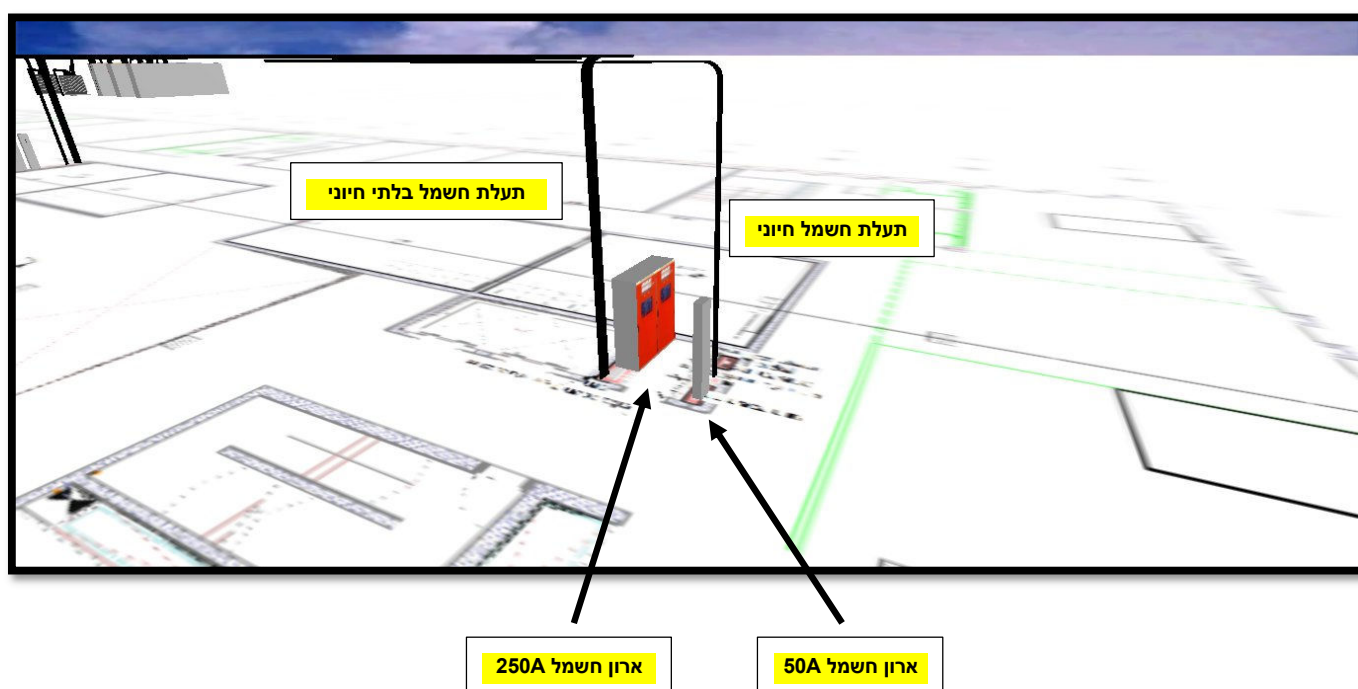 תעלת חשמל בלתי חיוני
תעלת חשמל חיוני
ארון חשמל 250A
ארון חשמל 50A